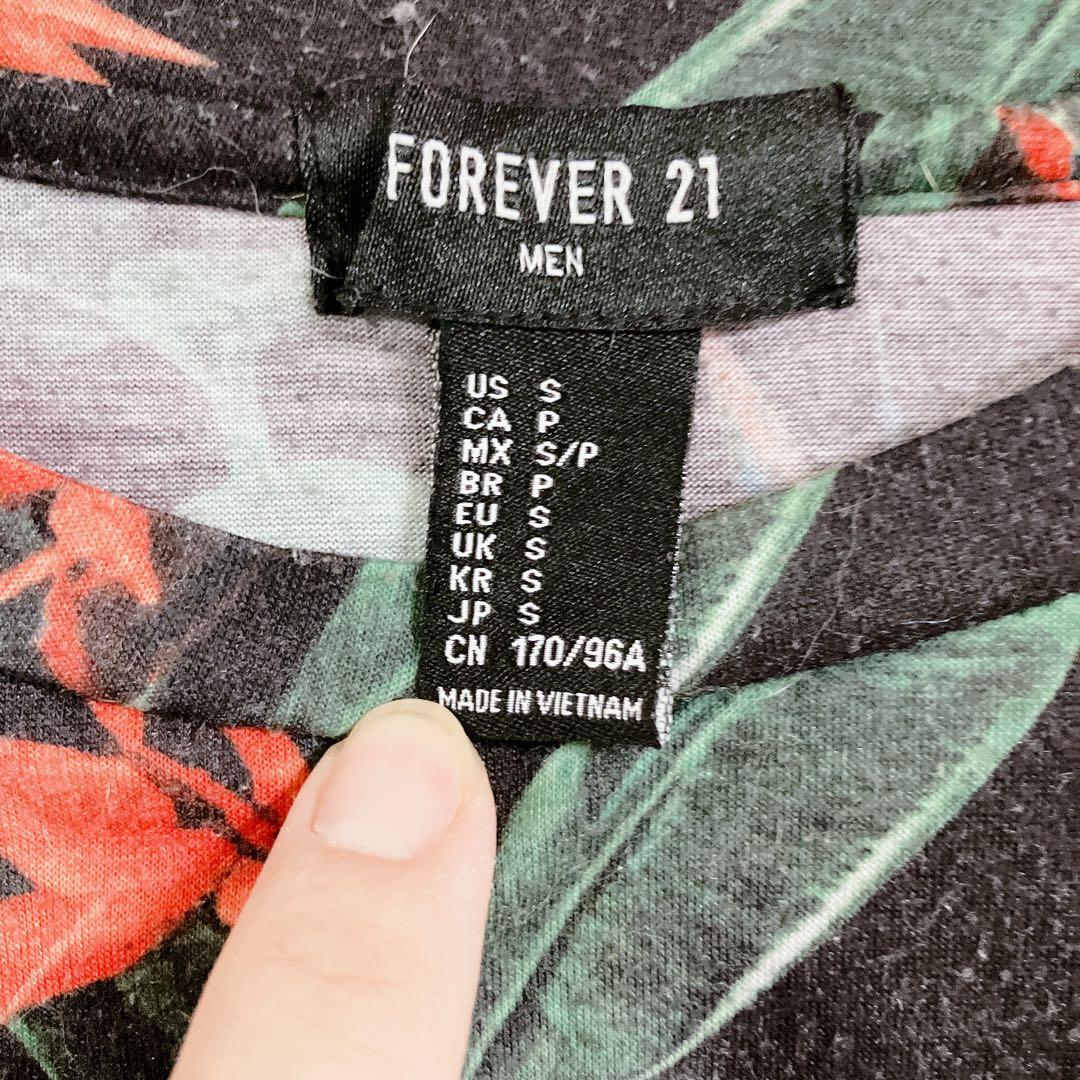 FOREVER 21
MEN
US S
CA P
MX S/P
BR P
EU S
UK S
KR S
JP S
CN 170/96A
MADE IN VIETNAM